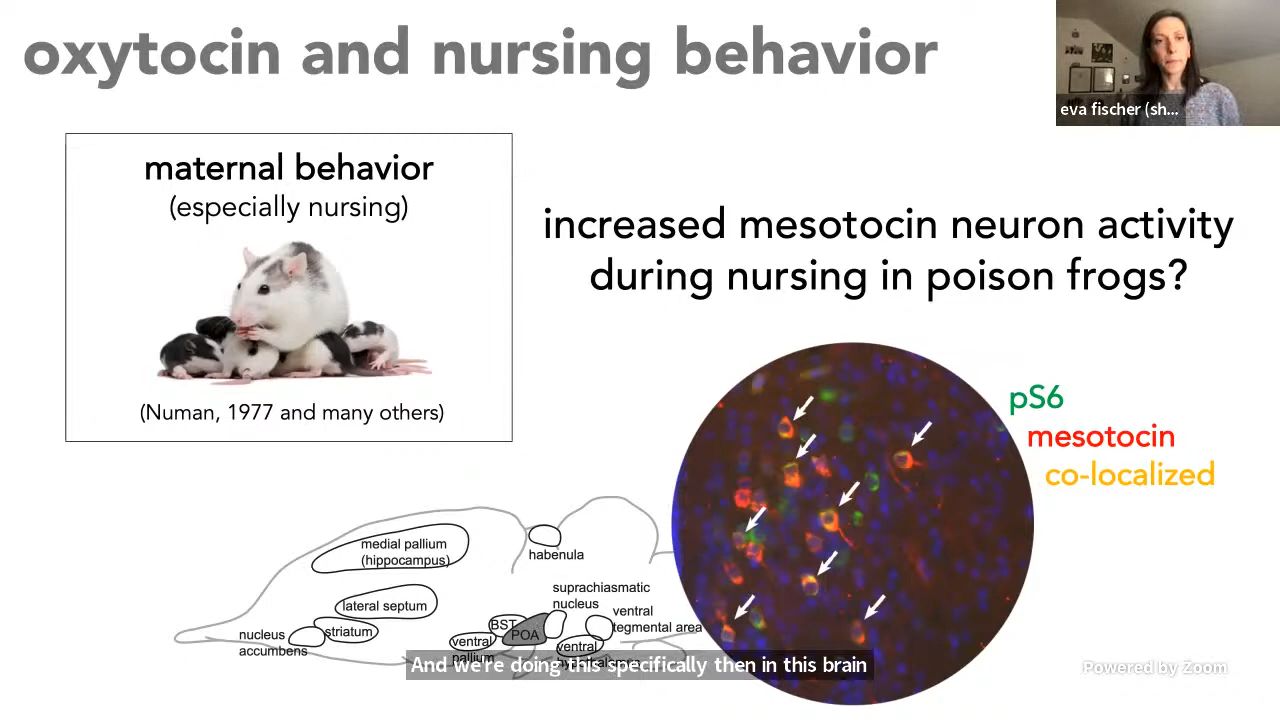 oxytocin and nursing behavior
eva fischer (sh...
maternal behavior
(especially nursing)
(Numan, 1977 and many others)
increased mesotocin neuron activity
during nursing in poison frogs?
pS6
mesotocin
co-localized
medial pallium
(hippocampus)
habenula
lateral septum
suprachiasmatic
nucleus
nucleus
accumbens
striatum
BST
POA
ventral
tegmental area
ventral
pallium
ventral
And we're doing this specifically then in this brain
Powered by Zoom